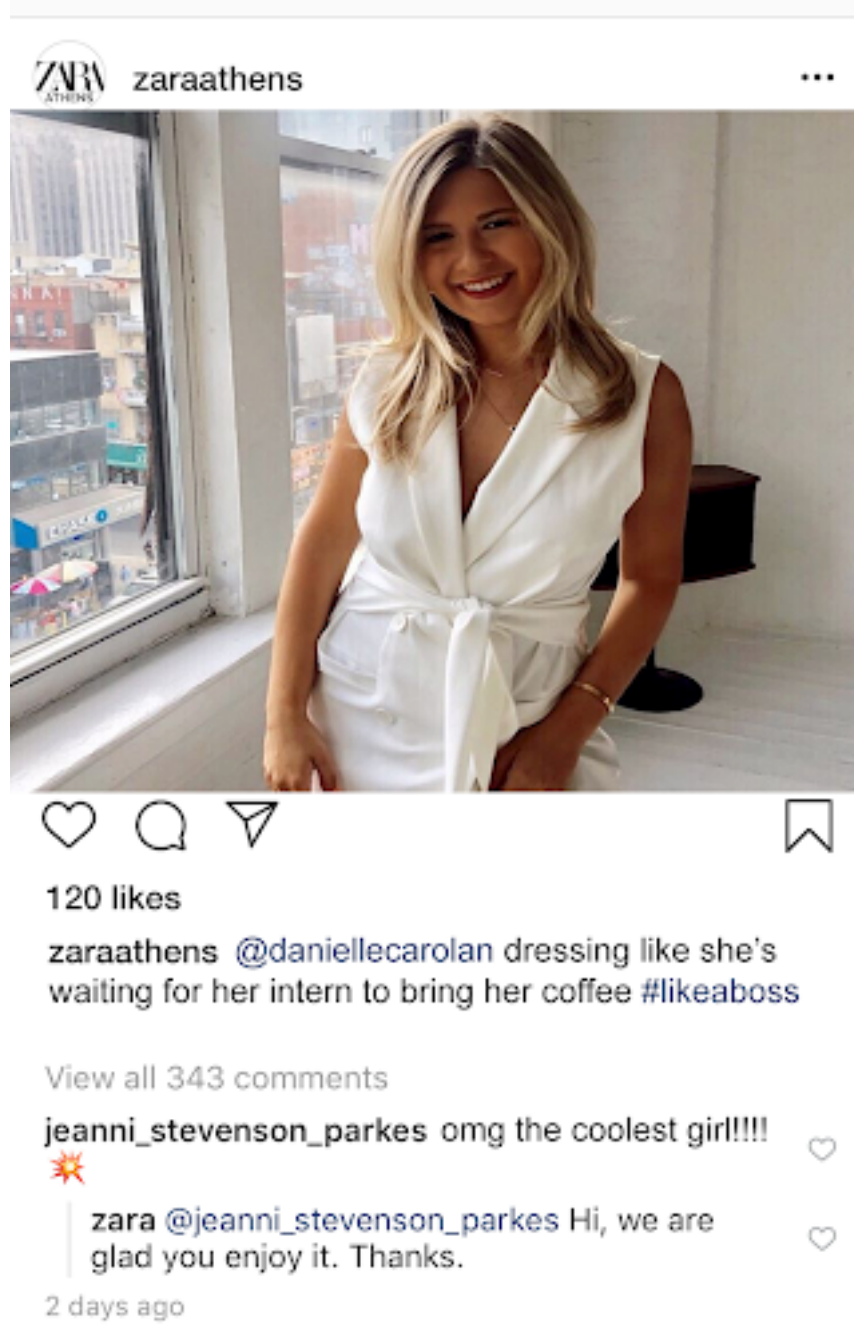 ZARA
ATHENS
zaraathens
120 likes
zaraathens @daniellecarolan dressing like she's
waiting for her intern to bring her coffee #likeaboss
View all 343 comments
jeanni_stevenson_parkes omg the coolest girl!!!!
💥
zara @jeanni_stevenson_parkes Hi, we are
glad you enjoy it. Thanks.
2 days ago